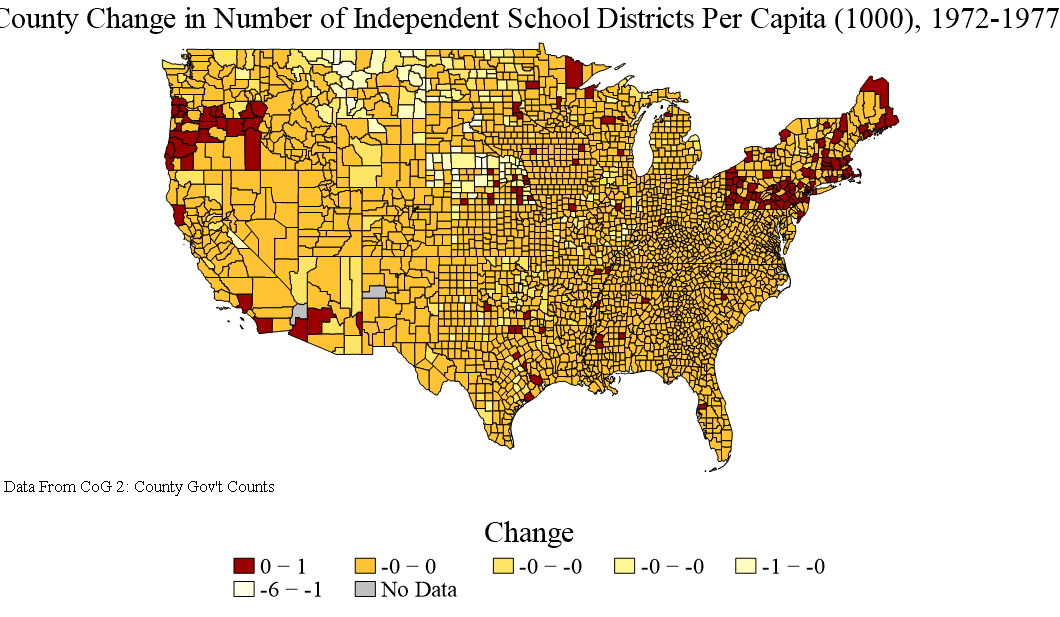 County Change in Number of Independent School Districts Per Capita (1000), 1972-1977
Data From CoG 2: County Gov't Counts
Change
0 – 1 -0 – 0 -0 – -0 -0 – -0 -1 – -0
-6 – -1 No Data